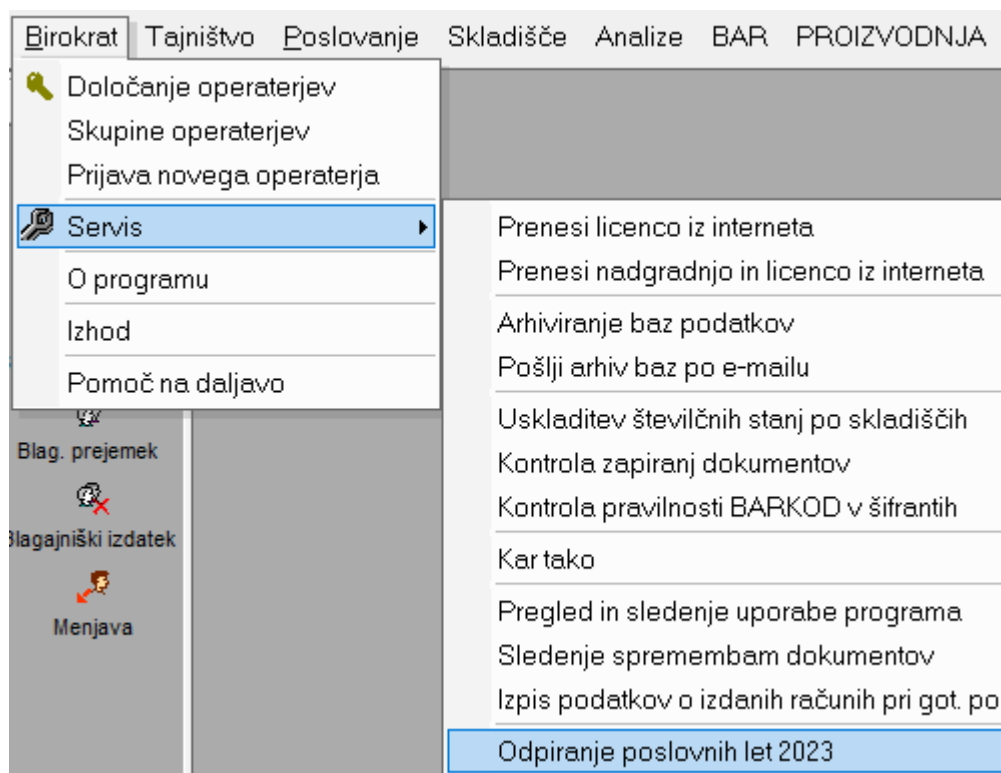 Birokrat Tajništvo Poslovanje Skladišče Analize BAR PROIZVODNJA
Določanje operaterjev
Skupine operaterjev
Prijava novega operaterja
Servis
O programu
Izhod
Pomoč na daljavo
Prenesi licenco iz interneta
Prenesi nadgradnjo in licenco iz interneta
Arhiviranje baz podatkov
Pošlji arhiv baz po e-mailu
Uskladitev številčnih stanj po skladiščih
Kontrola zapiranj dokumentov
Kontrola pravilnosti BARKOD v šifrantih
Kar tako
Pregled in sledenje uporabe programa
Sledenje spremembam dokumentov
Izpis podatkov o izdanih računih pri got. po
Odpiranje poslovnih let 2023
Blag. prejemek
Blagajniški izdatek
Menjava